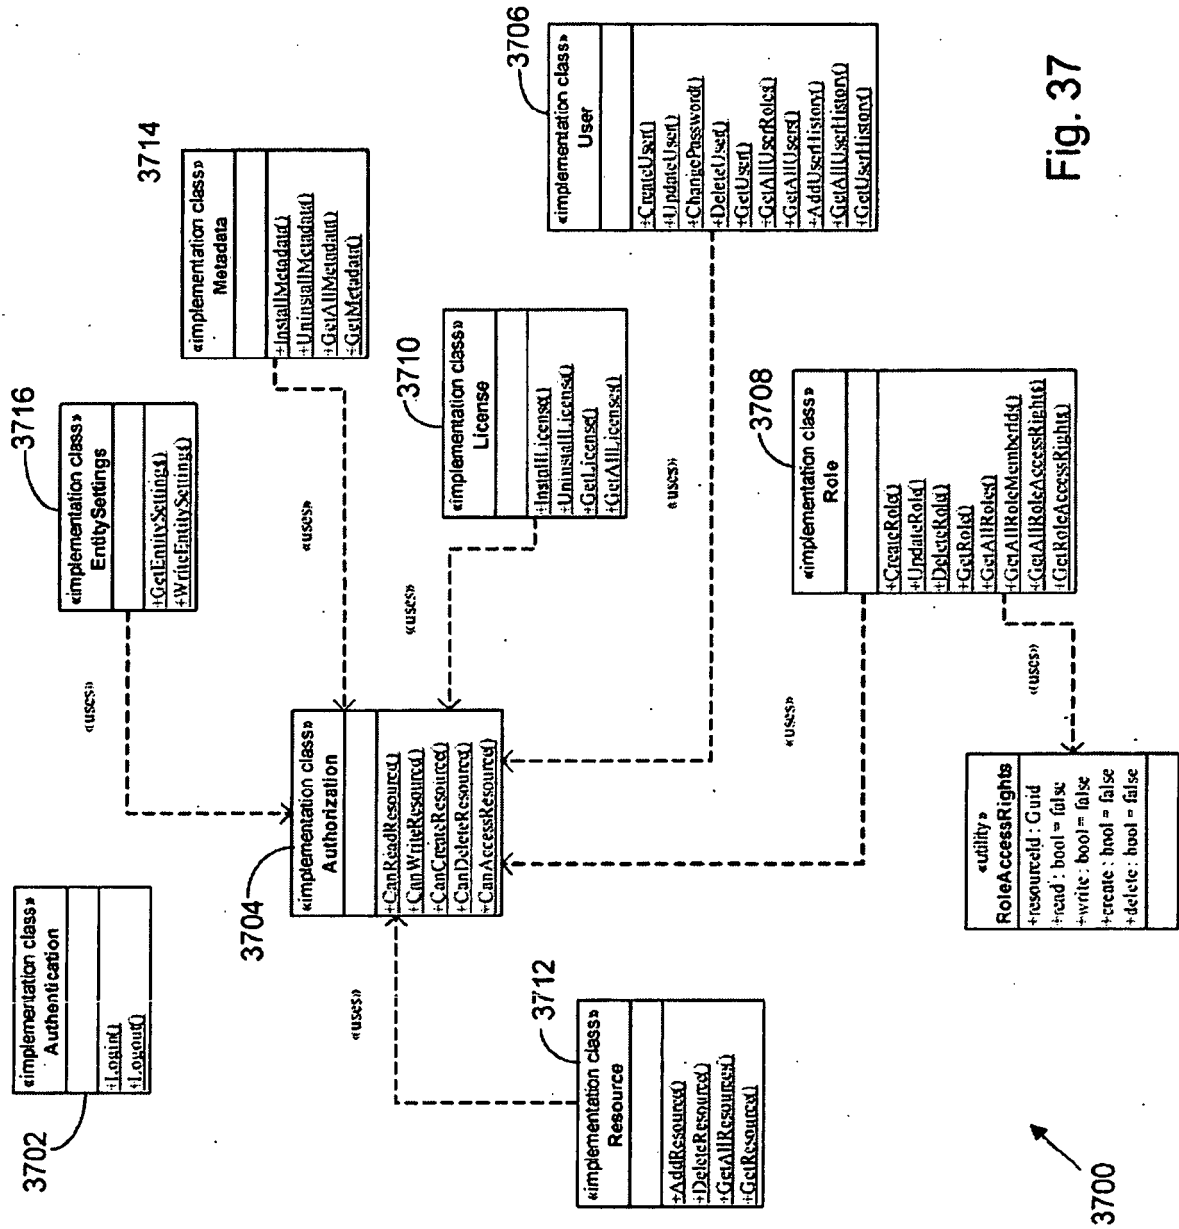 3702
«implementation class»
Authentication
+Login()
+Logout()
3716
«implementation class»
EntitySettings
+GetEntitySettings()
+WriteEntitySettings()
«uses»
3714
«implementation class»
Metadata
+InstallMetadata()
+UninstallMetadata()
+GetAllMetadata()
+GetMetadata()
«uses»
3704
«implementation class»
Authorization
+CanReadResource()
+CanWriteResource()
+CanCreateResource()
+CanDeleteResource()
+CanAccessResource()
3710
«implementation class»
License
+InstallLicense()
+UninstallLicense()
+GetLicense()
+GetAllLicenses()
«uses»
3706
«implementation class»
User
+CreateUser()
+UpdateUser()
+ChangePassword()
+DeleteUser()
+GetUser()
+GetAllUserRoles()
+GetAllUsers()
+AddUserHistory()
+GetAllUserHistory()
+GetUserHistory()
«uses»
3712
«implementation class»
Resource
+AddResource()
+DeleteResource()
+GetAllResources()
+GetResource()
«uses»
3708
«implementation class»
Role
+CreateRole()
+UpdateRole()
+DeleteRole()
+GetRole()
+GetAllRoles()
+GetAllRoleMemberIds()
+GetAllRoleAccessRights()
+GetRoleAccessRights()
«uses»
«uses»
«utility»
RoleAccessRights
+resourceId : Guid
+read : bool = false
+write : bool = false
+create : bool = false
+delete : bool = false
3700
Fig. 37